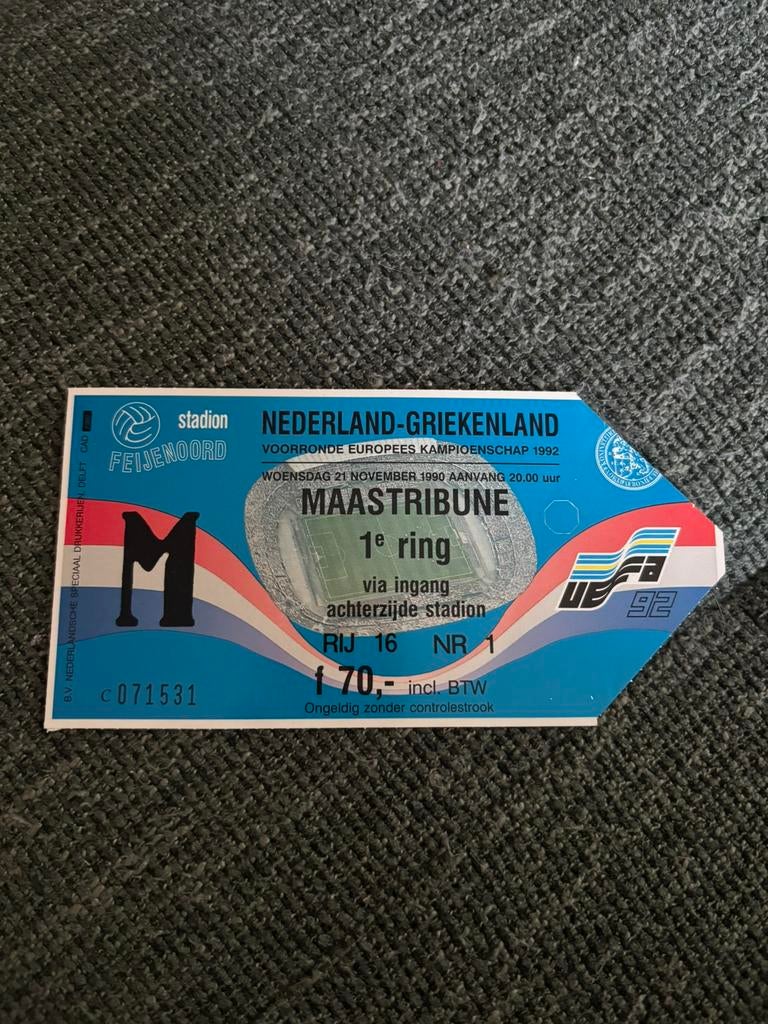 stadion
FEIJENOORD
NEDERLAND-GRIEKENLAND
VOORRONDE EUROPEES KAMPIOENSCHAP 1992
WOENSDAG 21 NOVEMBER 1990 AANVANG 20.00 uur
MAASTRIBUNE
1e ring
via ingang
achterzijde stadion
RIJ 16 NR 1
f 70,- incl. BTW
Ongeldig zonder controlestrook
M
C071531
B.V. NEDERLANDSCHE SPECIAAL DRUKKERIJEN, DELFT CAO
UEFA
92